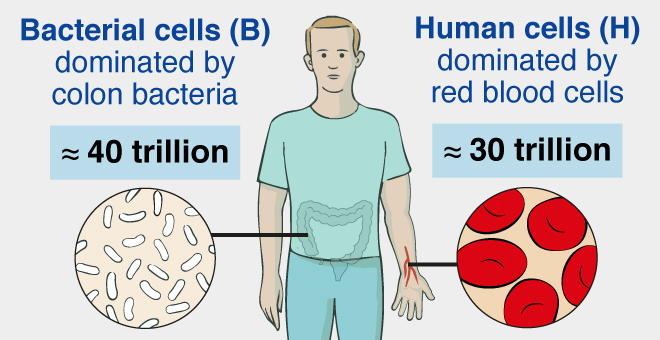 Bacterial cells (B)
dominated by
colon bacteria
≈ 40 trillion
Human cells (H)
dominated by
red blood cells
≈ 30 trillion